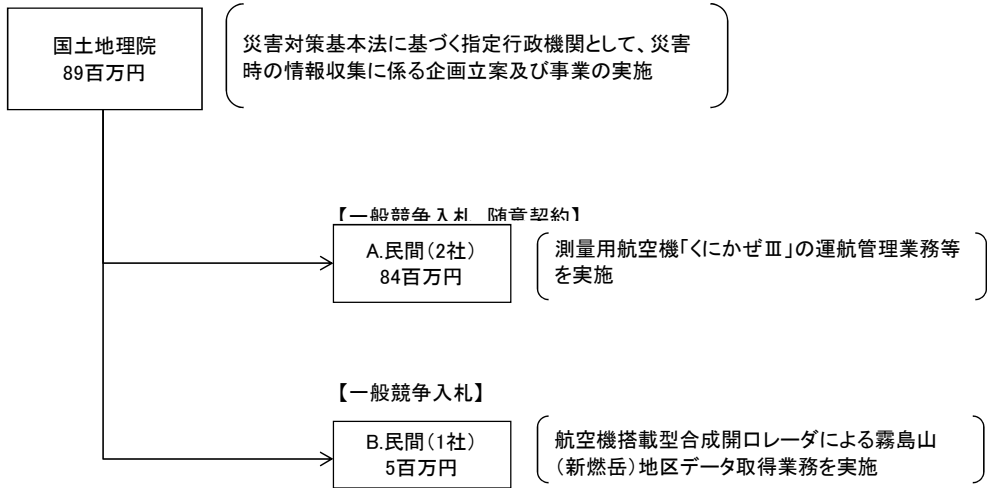 国土地理院
89百万円
災害対策基本法に基づく指定行政機関として、災害
時の情報収集に係る企画立案及び事業の実施
【一般競争入札、随意契約】
A.民間(2社)
84百万円
測量用航空機「くにかぜⅢ」の運航管理業務等
を実施
【一般競争入札】
B.民間(1社)
5百万円
航空機搭載型合成開口レーダによる霧島山
(新燃岳)地区データ取得業務を実施